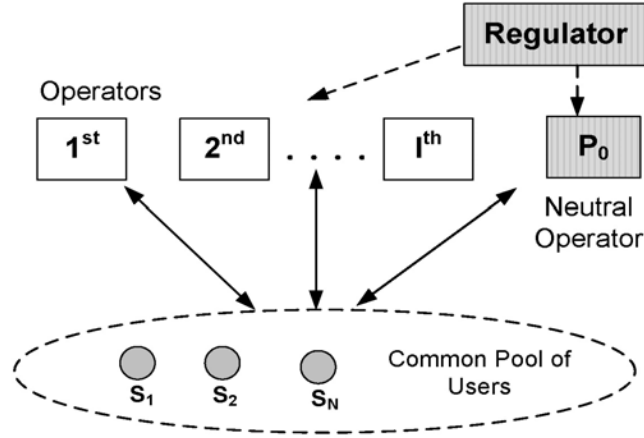 Regulator
Operators
1st 2nd ..... Ith P0
Neutral
Operator
Common Pool of
Users
S1 S2 SN